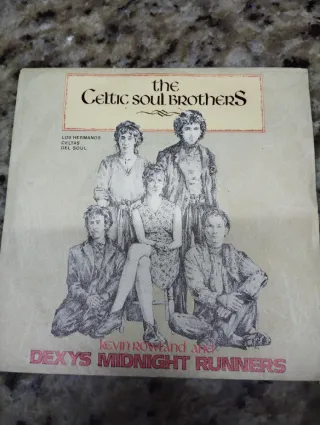 the
Celtic Soul Brothers
LOS HERMANOS
CELTAS
DEL SOUL
KEVIN ROWLAND AND
DEXYS MIDNIGHT RUNNERS